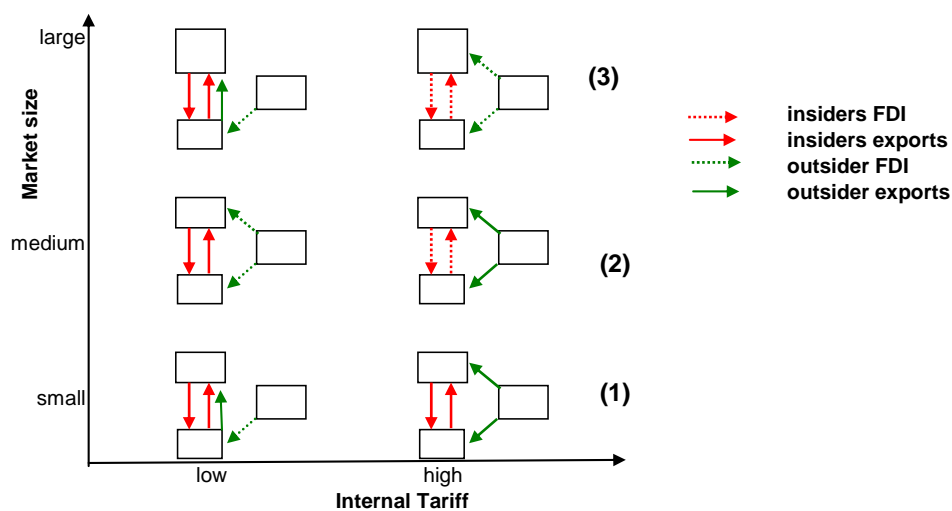 large
(3)
insiders FDI
insiders exports
outsider FDI
outsider exports
Market size
medium
(2)
small
(1)
low
high
Internal Tariff